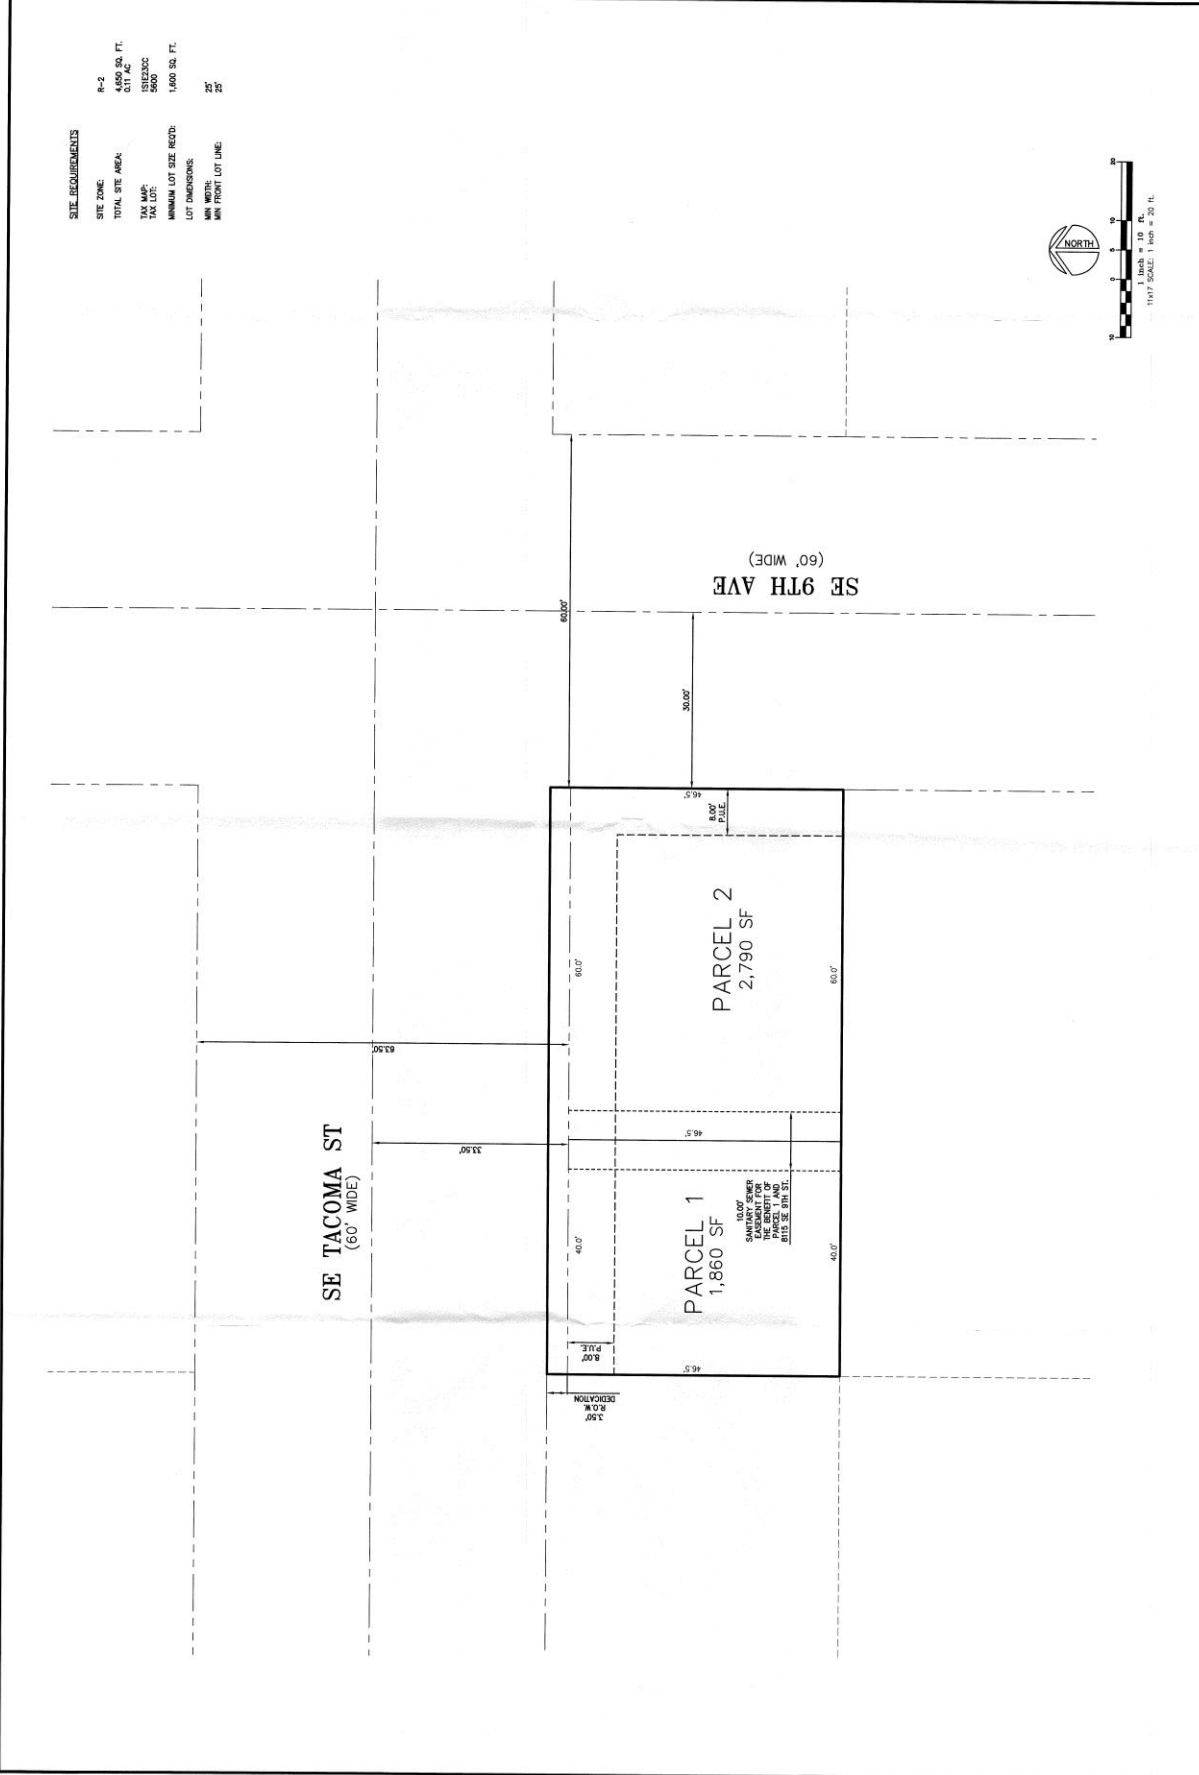 SITE REQUIREMENTS
SITE ZONE: R-2
TOTAL SITE AREA: 4,650 SQ. FT.
0.11 AC
TAX MAP: 1S1E23CC
TAX LOT: 5600
MINIMUM LOT SIZE REQ'D: 1,600 SQ. FT.
LOT DIMENSIONS:
MIN WIDTH: 25'
MIN FRONT LOT LINE: 25'
SE TACOMA ST
(60' WIDE)
63.50'
33.50'
SE 9TH AVE
(60' WIDE)
60.00'
30.00'
3.50'
R.O.W.
DEDICATION
8.00'
P.U.E.
40.0'
60.0'
46.5'
PARCEL 1
1,860 SF
10.00'
SANITARY SEWER
EASEMENT FOR
THE BENEFIT OF
PARCEL 1 AND
8115 SE 9TH ST.
46.5'
PARCEL 2
2,790 SF
8.00'
P.U.E.
46.5'
40.0'
60.0'
NORTH
10 0 5 10 20
1 inch = 10 ft.
11x17 SCALE: 1 inch = 20 ft.